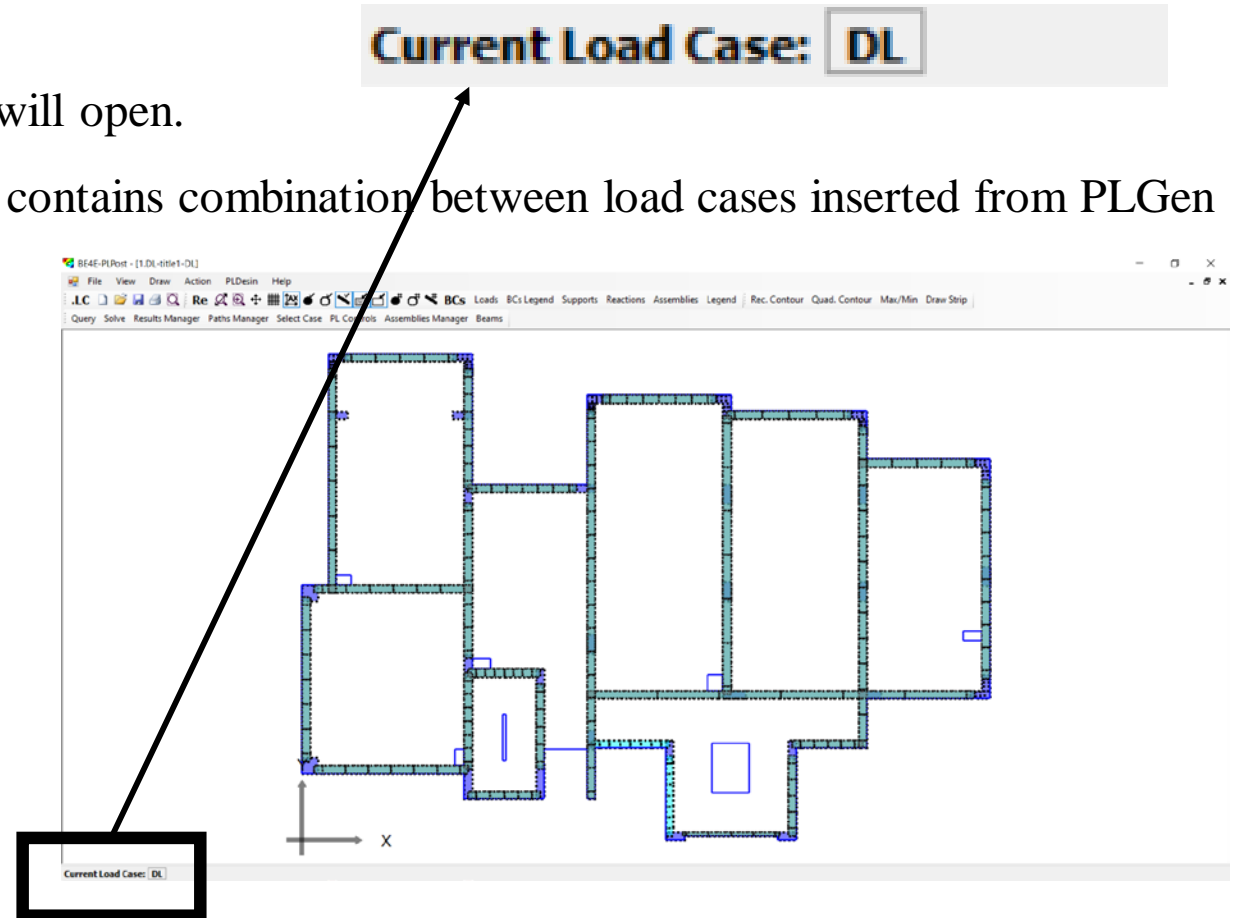 Current Load Case: DL
will open.
contains combination between load cases inserted from PLGen
BE4E-PLPost - [1.DL-title1-DL]
File View Draw Action PLDesin Help
.LC Re BCs Loads BCs Legend Supports Reactions Assemblies Legend Rec. Contour Quad. Contour Max/Min Draw Strip
Query Solve Results Manager Paths Manager Select Case PL Controls Assemblies Manager Beams
X
Current Load Case: DL